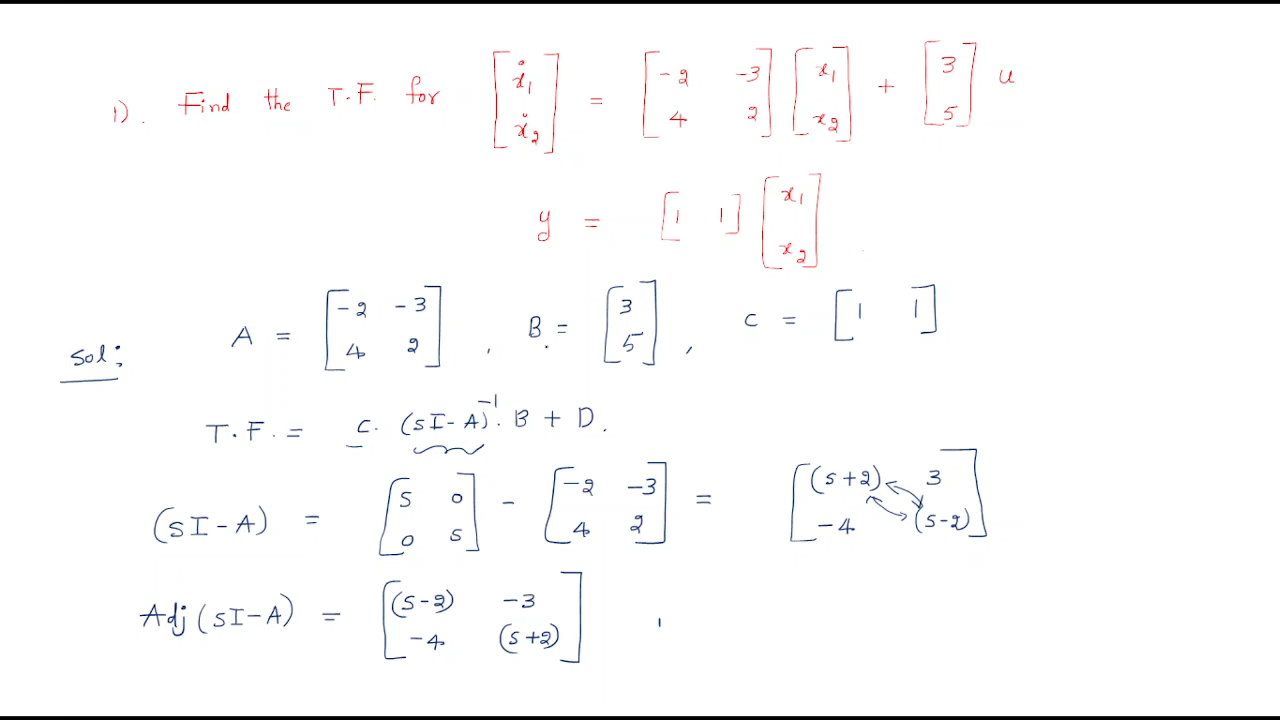 1). Find the T.F. for [ẋ1 ẋ2] = [-2 -3 4 2] [x1 x2] + [3 5] u
y = [1 1] [x1 x2]
Sol: A = [-2 -3 4 2] , B = [3 5] , C = [1 1]
T.F. = C. (sI-A)⁻¹. B + D.
(sI-A) = [s 0 0 s] - [-2 -3 4 2] = [(s+2) 3 -4 (s-2)]
Adj (sI-A) = [(s-2) -3 -4 (s+2)] ,